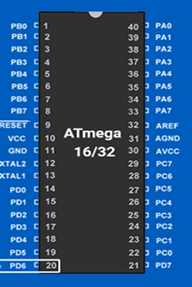 PB0 1 40 PA0
PB1 2 39 PA1
PB2 3 38 PA2
PB3 4 37 PA3
PB4 5 36 PA4
PB5 6 35 PA5
PB6 7 34 PA6
PB7 8 33 PA7
RESET 9 32 AREF
VCC 10 31 AGND
GND 11 30 AVCC
XTAL2 12 29 PC7
XTAL1 13 28 PC6
PD0 14 27 PC5
PD1 15 26 PC4
PD2 16 25 PC3
PD3 17 24 PC2
PD4 18 23 PC1
PD5 19 22 PC0
PD6 20 21 PD7
ATmega
16/32